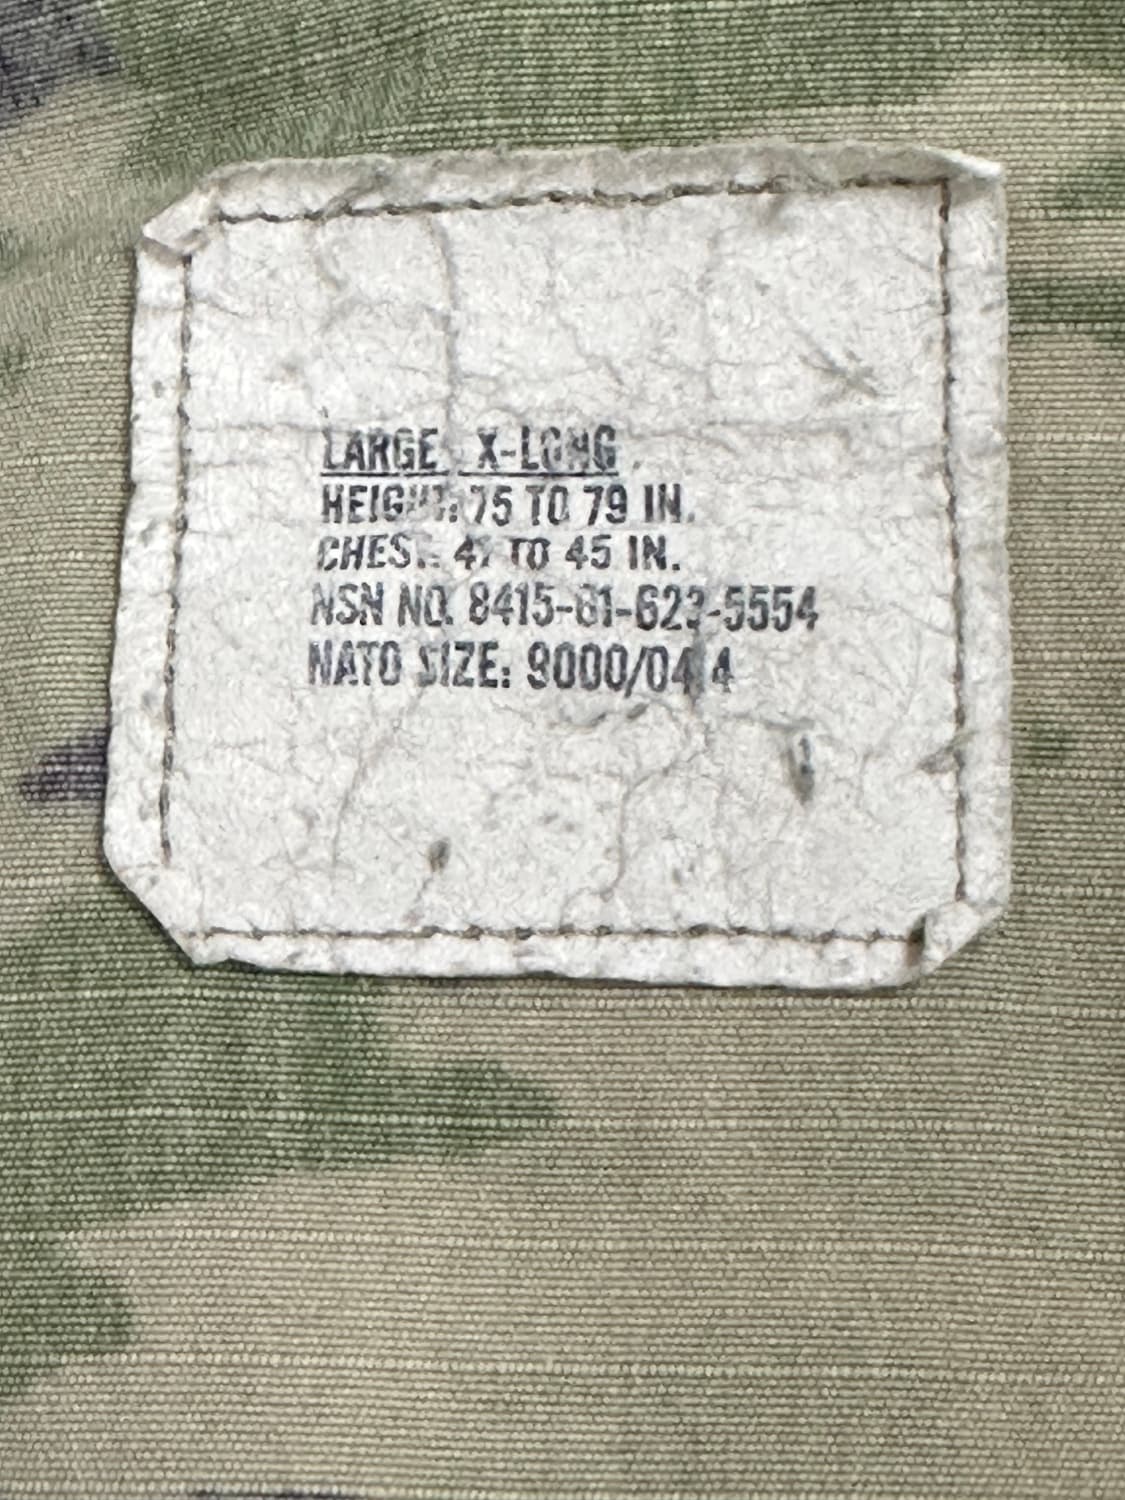 LARGE X-LONG
HEIGHT: 75 TO 79 IN.
CHEST: 41 TO 45 IN.
NSN NO. 8415-01-623-5554
NATO SIZE: 9000/0414